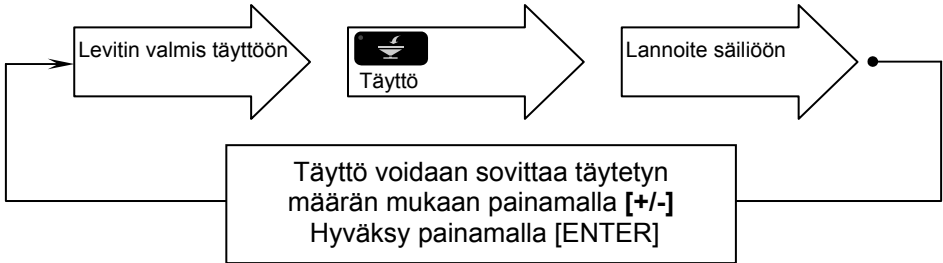 Levitin valmis täyttöön
Täyttö
Lannoite säiliöön
Täyttö voidaan sovittaa täytetyn
määrän mukaan painamalla [+/-]
Hyväksy painamalla [ENTER]